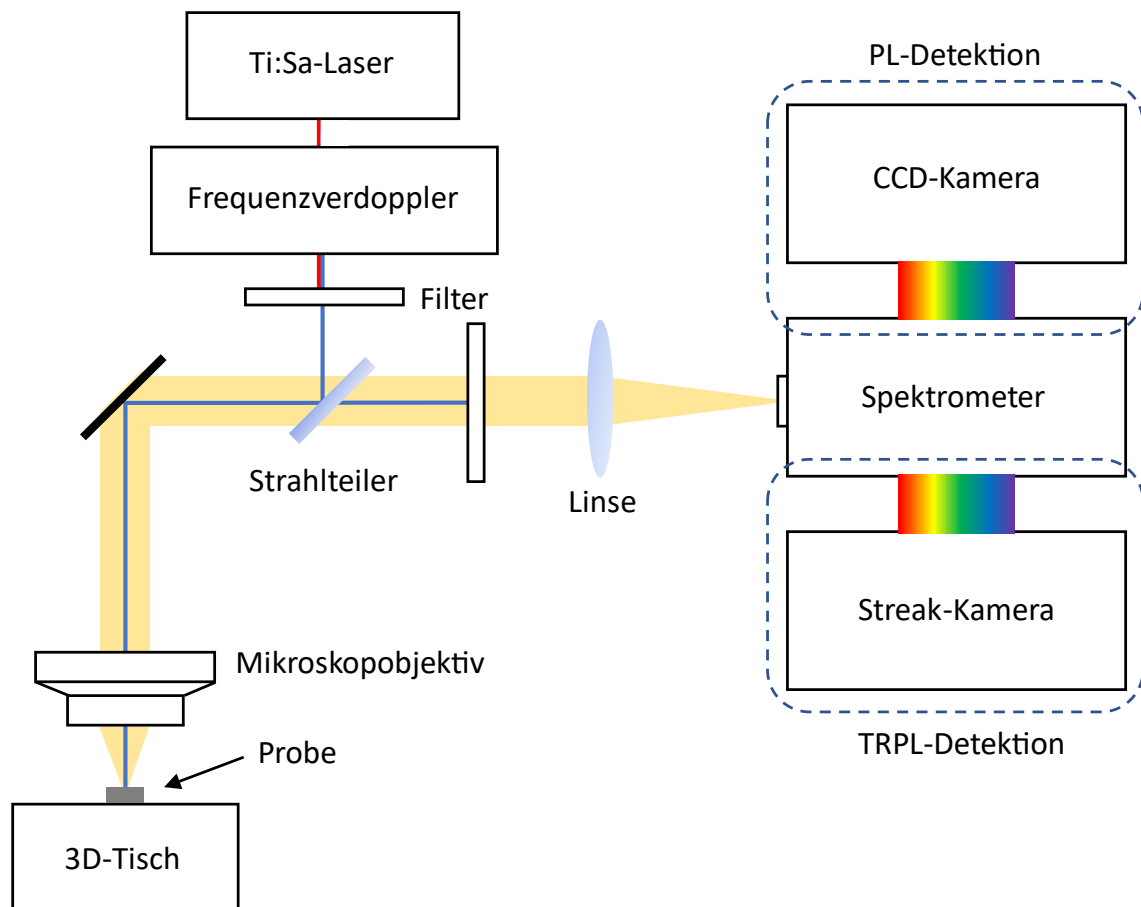 Ti:Sa-Laser
PL-Detektion
Frequenzverdoppler
CCD-Kamera
Filter
Spektrometer
Strahlteiler
Linse
Streak-Kamera
Mikroskopobjektiv
TRPL-Detektion
Probe
3D-Tisch